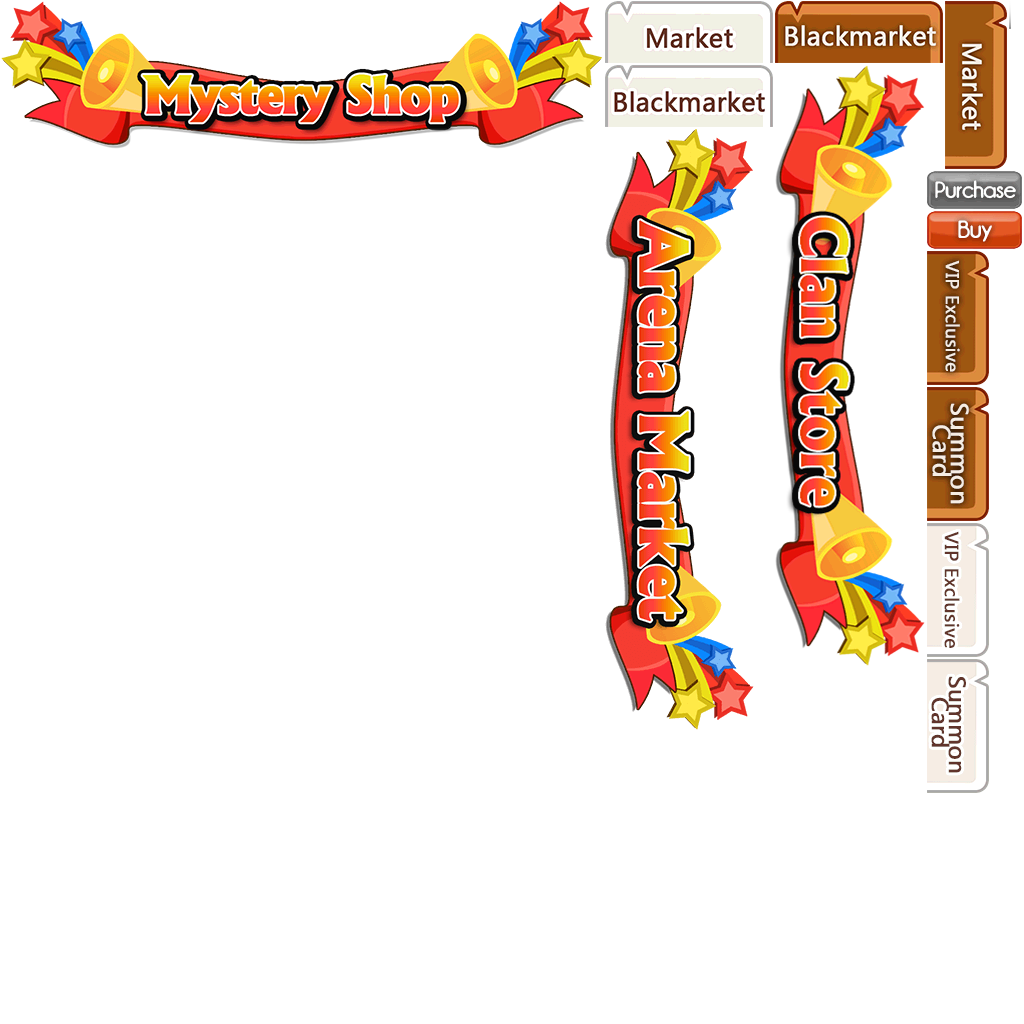 Mystery Shop
Market
Blackmarket
Market
Blackmarket
Purchase
Buy
Arena Market
Clan Store
VIP Exclusive
Summon
Card
VIP Exclusive
Summon
Card